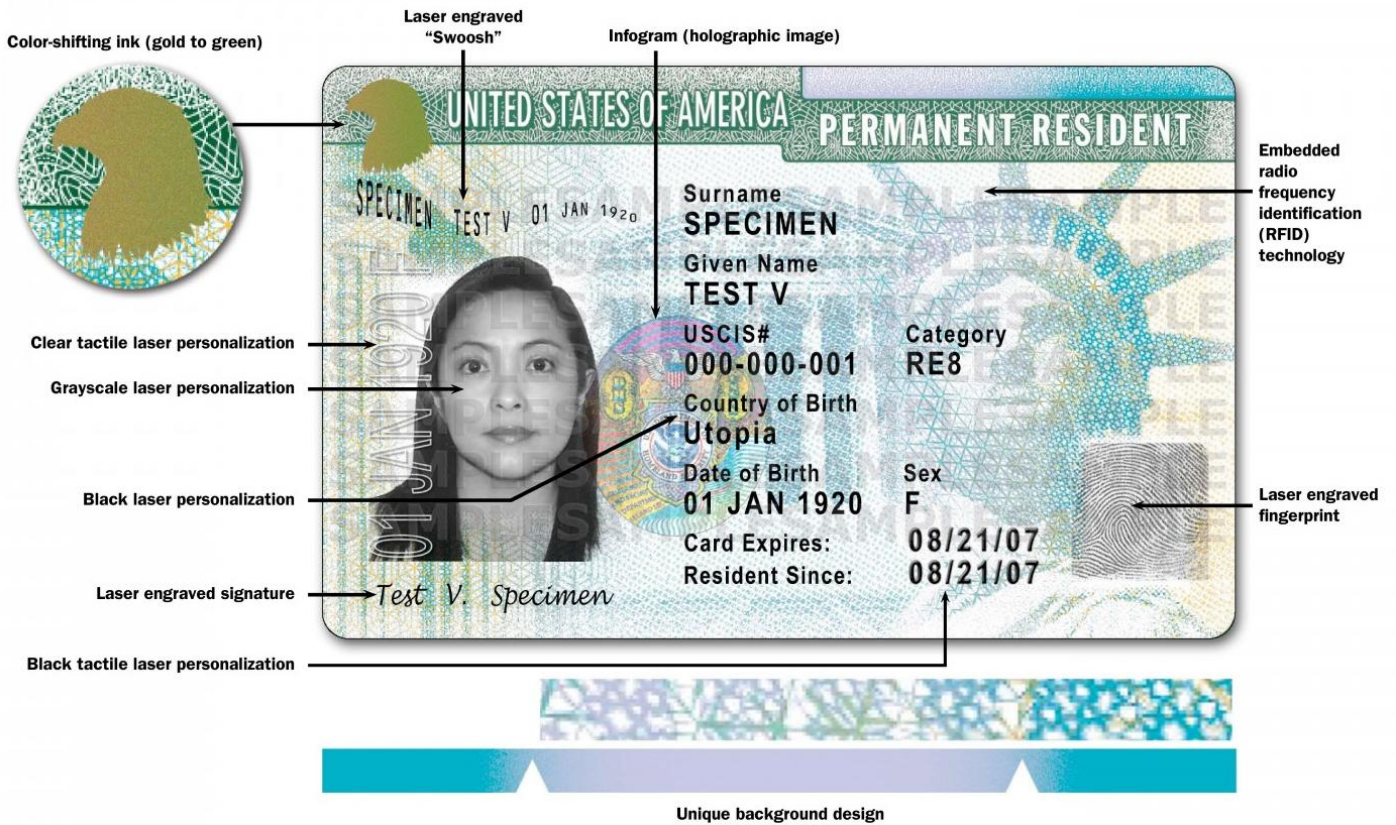 Color-shifting ink (gold to green)
Laser engraved
“Swoosh”
Infogram (holographic image)
UNITED STATES OF AMERICA
PERMANENT RESIDENT
SPECIMEN TEST V 01 JAN 1920
Embedded
radio
frequency
identification
(RFID)
technology
Surname
SPECIMEN
Given Name
TEST V
USCIS#
000-000-001
Category
RE8
Country of Birth
Utopia
Date of Birth
01 JAN 1920
Sex
F
Card Expires: 08/21/07
Resident Since: 08/21/07
01 JAN 1920 F
Clear tactile laser personalization
Grayscale laser personalization
Black laser personalization
Laser engraved signature
Test V. Specimen
Black tactile laser personalization
Laser engraved
fingerprint
Unique background design